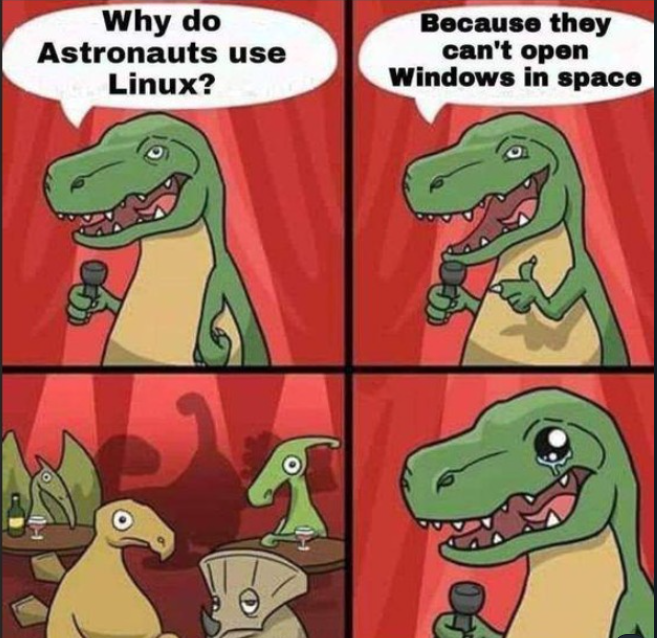 Why do
Astronauts use
Linux?
Because they
can't open
Windows in space